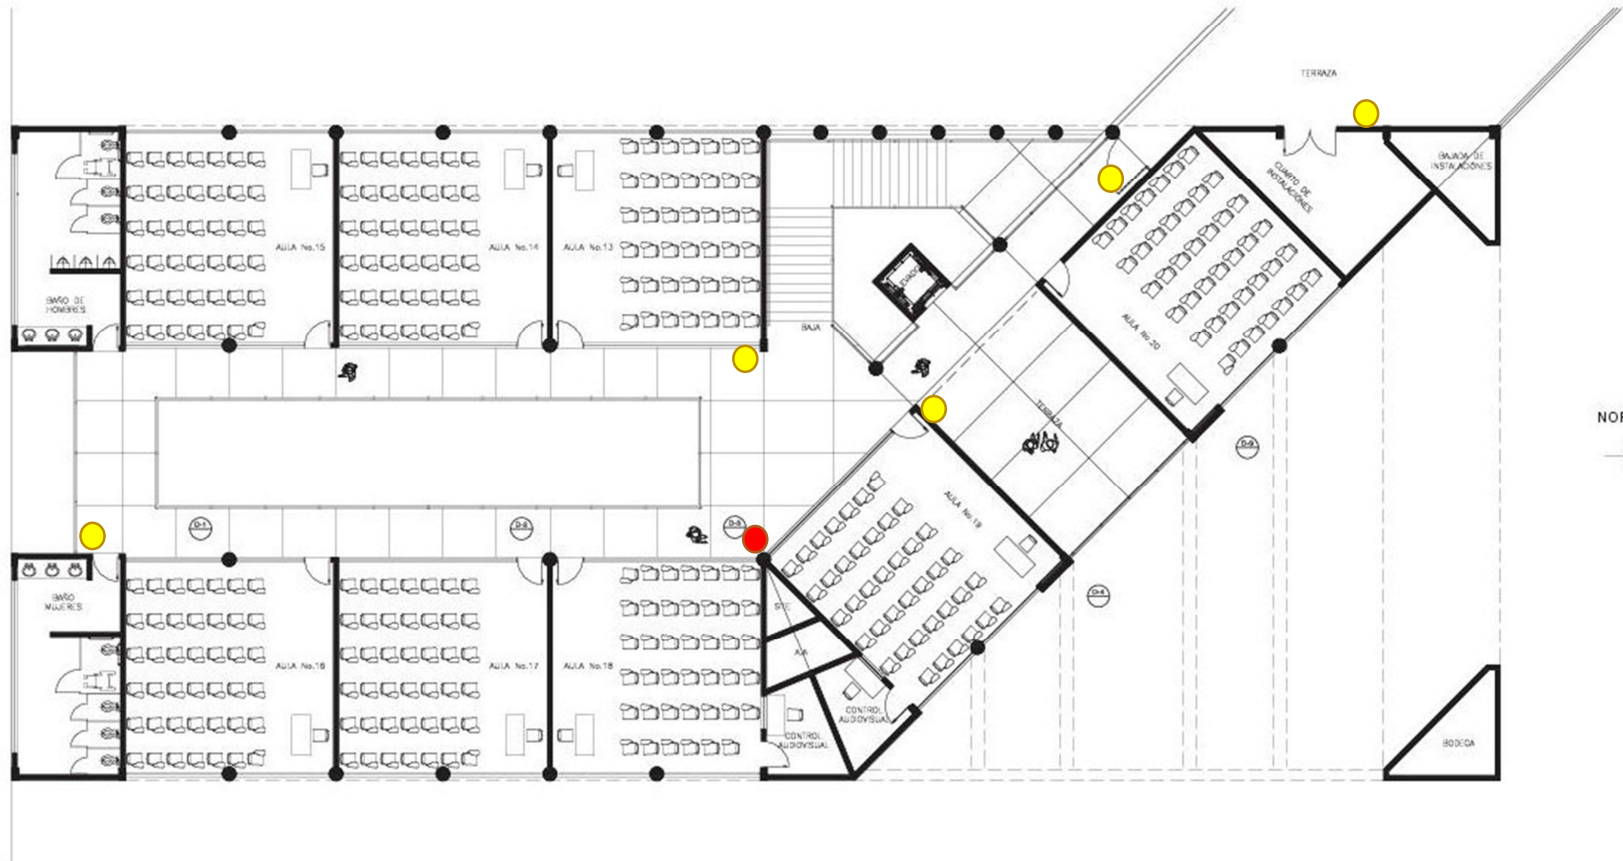 TERRAZA
BAJADA DE
INSTALACIONES
CUARTO DE
INSTALACIONES
AULA No.15
AULA No.14
AULA No.13
BAÑO DE
HOMBRES
BAJA
AULA No.20
TERRAZA
NOR
AULA No.19
BAÑO
MUJERES
SITE
AULA No.16
AULA No.17
AULA No.18
CONTROL
AUDIOVISUAL
CONTROL
AUDIOVISUAL
BODEGA